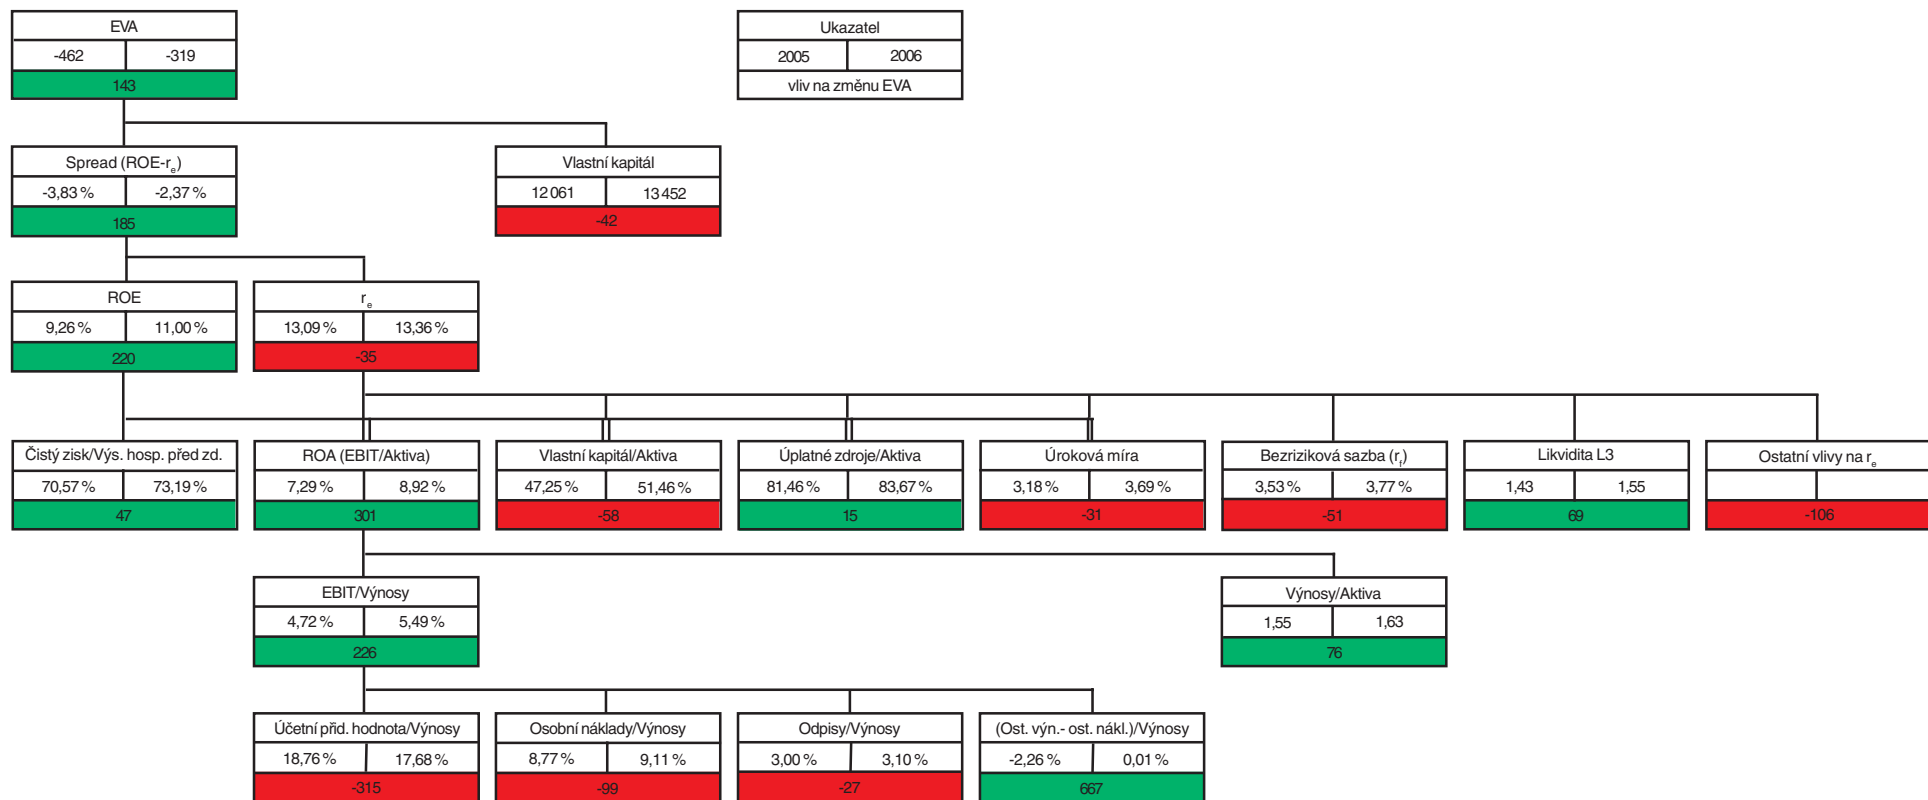 EVA
-462 -319
143
Ukazatel
2005 2006
vliv na změnu EVA
Spread (ROE-re)
-3,83 % -2,37 %
185
Vlastní kapitál
12 061 13 452
-42
ROE
9,26 % 11,00 %
220
re
13,09 % 13,36 %
-35
Čistý zisk/Výs. hosp. před zd.
70,57 % 73,19 %
47
ROA (EBIT/Aktiva)
7,29 % 8,92 %
301
Vlastní kapitál/Aktiva
47,25 % 51,46 %
-58
Úplatné zdroje/Aktiva
81,46 % 83,67 %
15
Úroková míra
3,18 % 3,69 %
-31
Bezriziková sazba (rf)
3,53 % 3,77 %
-51
Likvidita L3
1,43 1,55
69
Ostatní vlivy na re
-106
EBIT/Výnosy
4,72 % 5,49 %
226
Výnosy/Aktiva
1,55 1,63
76
Účetní přid. hodnota/Výnosy
18,76 % 17,68 %
-315
Osobní náklady/Výnosy
8,77 % 9,11 %
-99
Odpisy/Výnosy
3,00 % 3,10 %
-27
(Ost. výn.- ost. nákl.)/Výnosy
-2,26 % 0,01 %
667